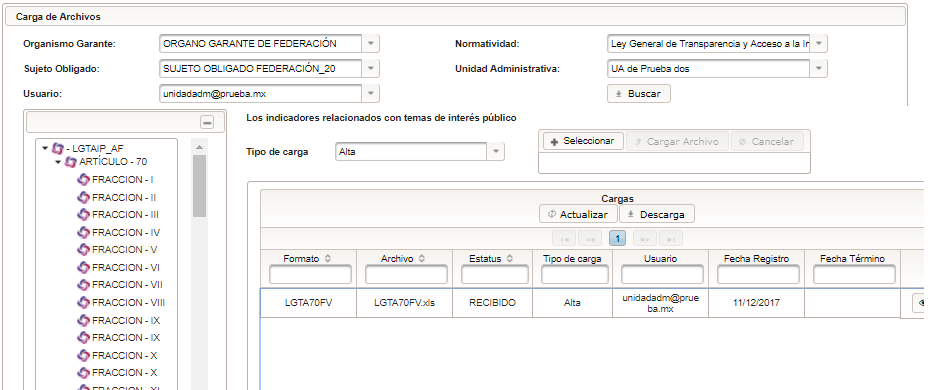 Carga de Archivos
Organismo Garante: ORGANO GARANTE DE FEDERACIÓN Normatividad: Ley General de Transparencia y Acceso a la Ir
Sujeto Obligado: SUJETO OBLIGADO FEDERACIÓN_20 Unidad Administrativa: UA de Prueba dos
Usuario: unidadadm@prueba.mx Buscar
Los indicadores relacionados con temas de interés público
Tipo de carga Alta Seleccionar Cargar Archivo Cancelar
- LGTAIP_AF
ARTÍCULO - 70
FRACCION - I
FRACCION - II
FRACCION - III
FRACCION - IV
FRACCION - V
FRACCION - VI
FRACCION - VII
FRACCION - VIII
FRACCION - IX
FRACCION - IX
FRACCION - X
FRACCION - X
FRACCION - XI
Cargas
Actualizar Descarga
1
Formato Archivo Estatus Tipo de carga Usuario Fecha Registro Fecha Término
LGTA70FV LGTA70FV.xls RECIBIDO Alta unidadadm@prue 11/12/2017
ba.mx